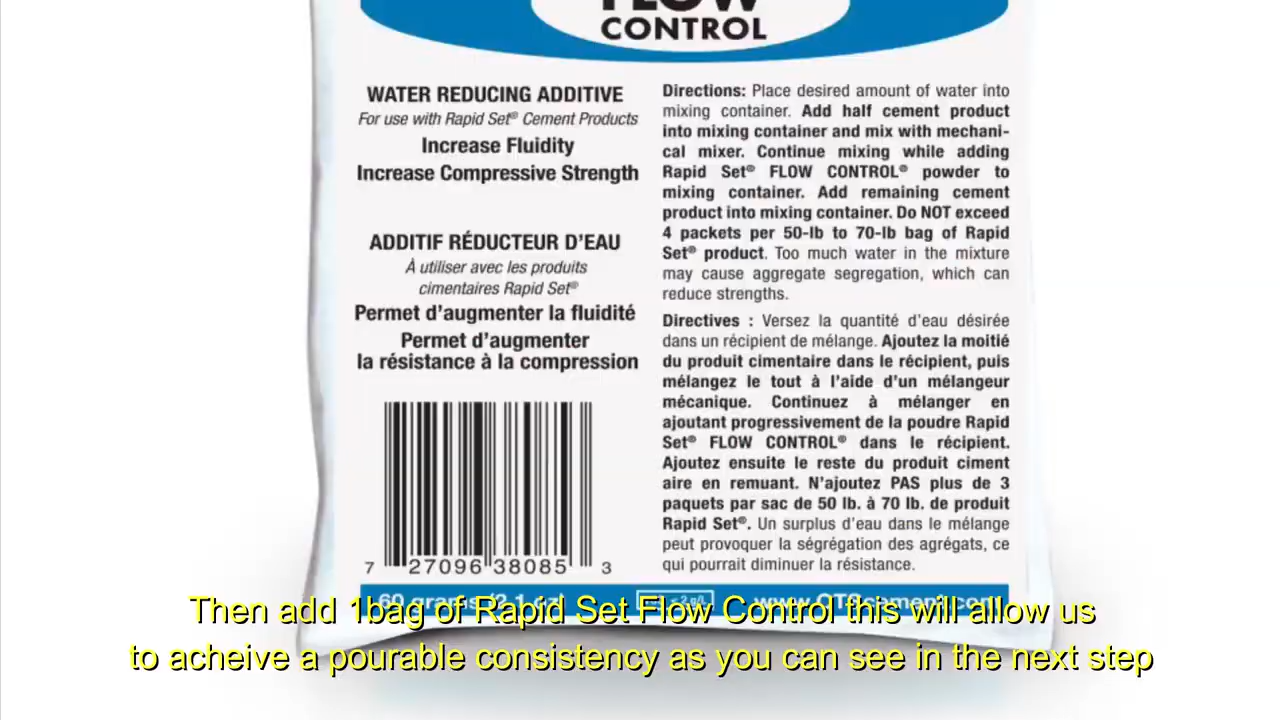 FLOW
CONTROL
WATER REDUCING ADDITIVE
For use with Rapid Set® Cement Products
Increase Fluidity
Increase Compressive Strength
ADDITIF RÉDUCTEUR D'EAU
À utiliser avec les produits
cimentaires Rapid Set®
Permet d'augmenter la fluidité
Permet d'augmenter
la résistance à la compression
7 27096 38085 3
Directions: Place desired amount of water into
mixing container. Add half cement product
into mixing container and mix with mechani-
cal mixer. Continue mixing while adding
Rapid Set® FLOW CONTROL® powder to
mixing container. Add remaining cement
product into mixing container. Do NOT exceed
4 packets per 50-lb to 70-lb bag of Rapid
Set® product. Too much water in the mixture
may cause aggregate segregation, which can
reduce strengths.
Directives : Versez la quantité d'eau désirée
dans un récipient de mélange. Ajoutez la moitié
du produit cimentaire dans le récipient, puis
mélangez le tout à l'aide d'un mélangeur
mécanique. Continuez à mélanger en
ajoutant progressivement de la poudre Rapid
Set® FLOW CONTROL® dans le récipient.
Ajoutez ensuite le reste du produit ciment
aire en remuant. N'ajoutez PAS plus de 3
paquets par sac de 50 lb. à 70 lb. de produit
Rapid Set®. Un surplus d'eau dans le mélange
peut provoquer la ségrégation des agrégats, ce
qui pourrait diminuer la résistance.
60 grams/2.1 oz www.CTScement.com
Then add 1bag of Rapid Set Flow Control this will allow us
to acheive a pourable consistency as you can see in the next step